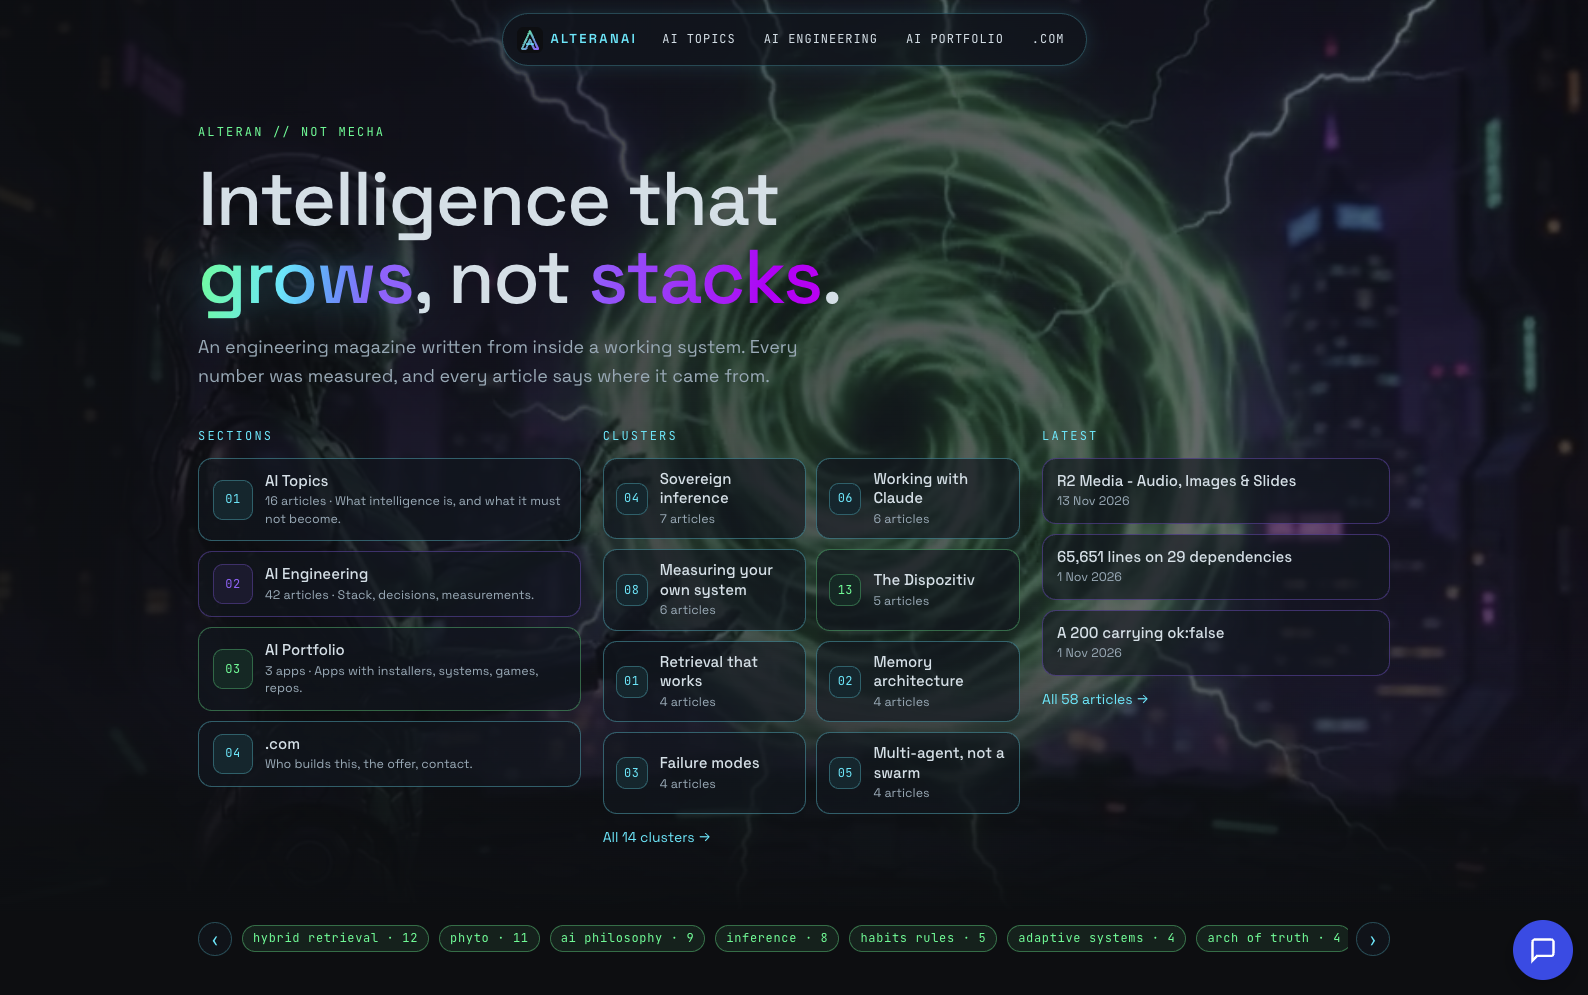 ALTERANAI AI TOPICS AI ENGINEERING AI PORTFOLIO .COM
ALTERAN // NOT MECHA
Intelligence that
grows, not stacks.
An engineering magazine written from inside a working system. Every
number was measured, and every article says where it came from.
SECTIONS
01
AI Topics
16 articles · What intelligence is, and what it must
not become.
02
AI Engineering
42 articles · Stack, decisions, measurements.
03
AI Portfolio
3 apps · Apps with installers, systems, games,
repos.
04
.com
Who builds this, the offer, contact.
CLUSTERS
04
Sovereign
inference
7 articles
06
Working with
Claude
6 articles
08
Measuring your
own system
6 articles
13
The Dispozitiv
5 articles
01
Retrieval that
works
4 articles
02
Memory
architecture
4 articles
03
Failure modes
4 articles
05
Multi-agent, not a
swarm
4 articles
All 14 clusters →
LATEST
R2 Media - Audio, Images & Slides
13 Nov 2026
65,651 lines on 29 dependencies
1 Nov 2026
A 200 carrying ok:false
1 Nov 2026
All 58 articles →
‹ hybrid retrieval · 12 phyto · 11 ai philosophy · 9 inference · 8 habits rules · 5 adaptive systems · 4 arch of truth · 4 ›